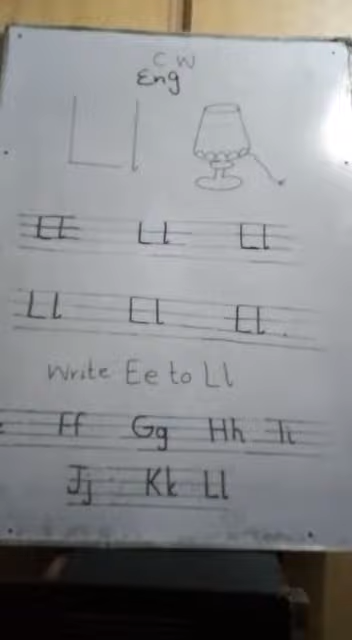 CW
Eng
Ll
Ll Ll Ll
Ll Ll Ll
Write Ee to Ll
Ff Gg Hh Ii
Jj Kk Ll